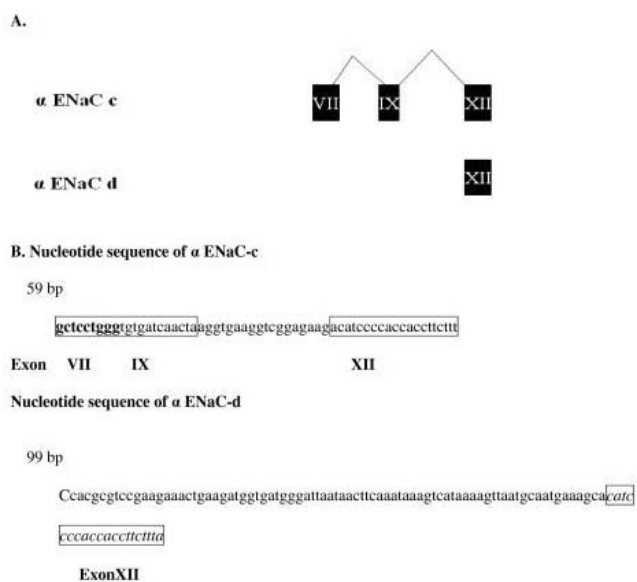 A.
α ENaC c
VII IX XII
α ENaC d
XII
B. Nucleotide sequence of α ENaC-c
59 bp
gctcctgggtgtgatcaactaaggtgaaggtcggagaagacatccccaccaccttcttt
Exon VII IX XII
Nucleotide sequence of α ENaC-d
99 bp
Ccacgcgtccgaagaaactgaagatggtgatgggattaataacttcaaataaagtcataaaagttaatgcaatgaaagcacatc
cccaccaccttcttta
ExonXII